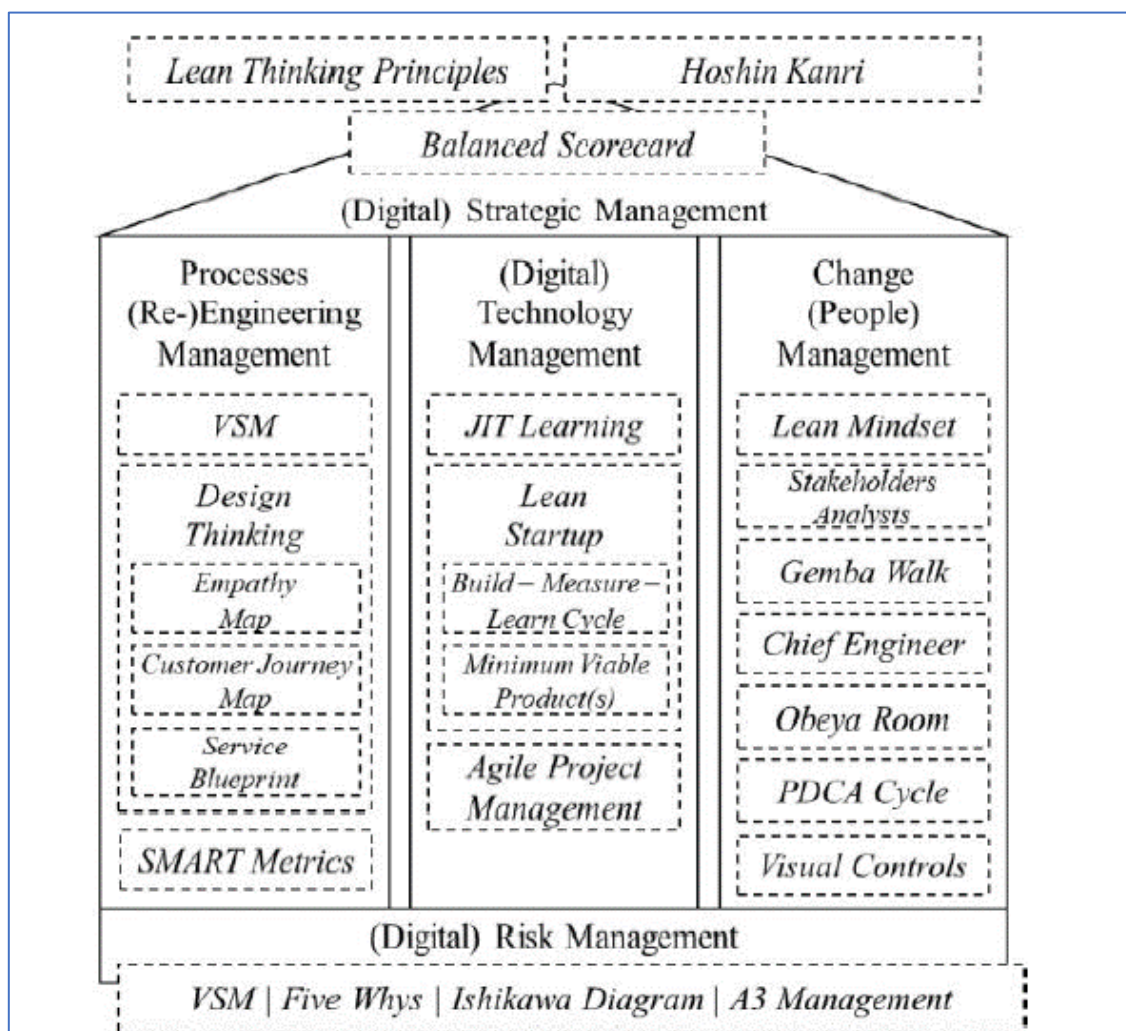 Lean Thinking Principles
Hoshin Kanri
Balanced Scorecard
(Digital) Strategic Management
Processes
(Re-)Engineering
Management
VSM
Design
Thinking
Empathy
Map
Customer Journey
Map
Service
Blueprint
SMART Metrics
(Digital)
Technology
Management
JIT Learning
Lean
Startup
Build – Measure –
Learn Cycle
Minimum Viable
Product(s)
Agile Project
Management
Change
(People)
Management
Lean Mindset
Stakeholders
Analysts
Gemba Walk
Chief Engineer
Obeya Room
PDCA Cycle
Visual Controls
(Digital) Risk Management
VSM | Five Whys | Ishikawa Diagram | A3 Management